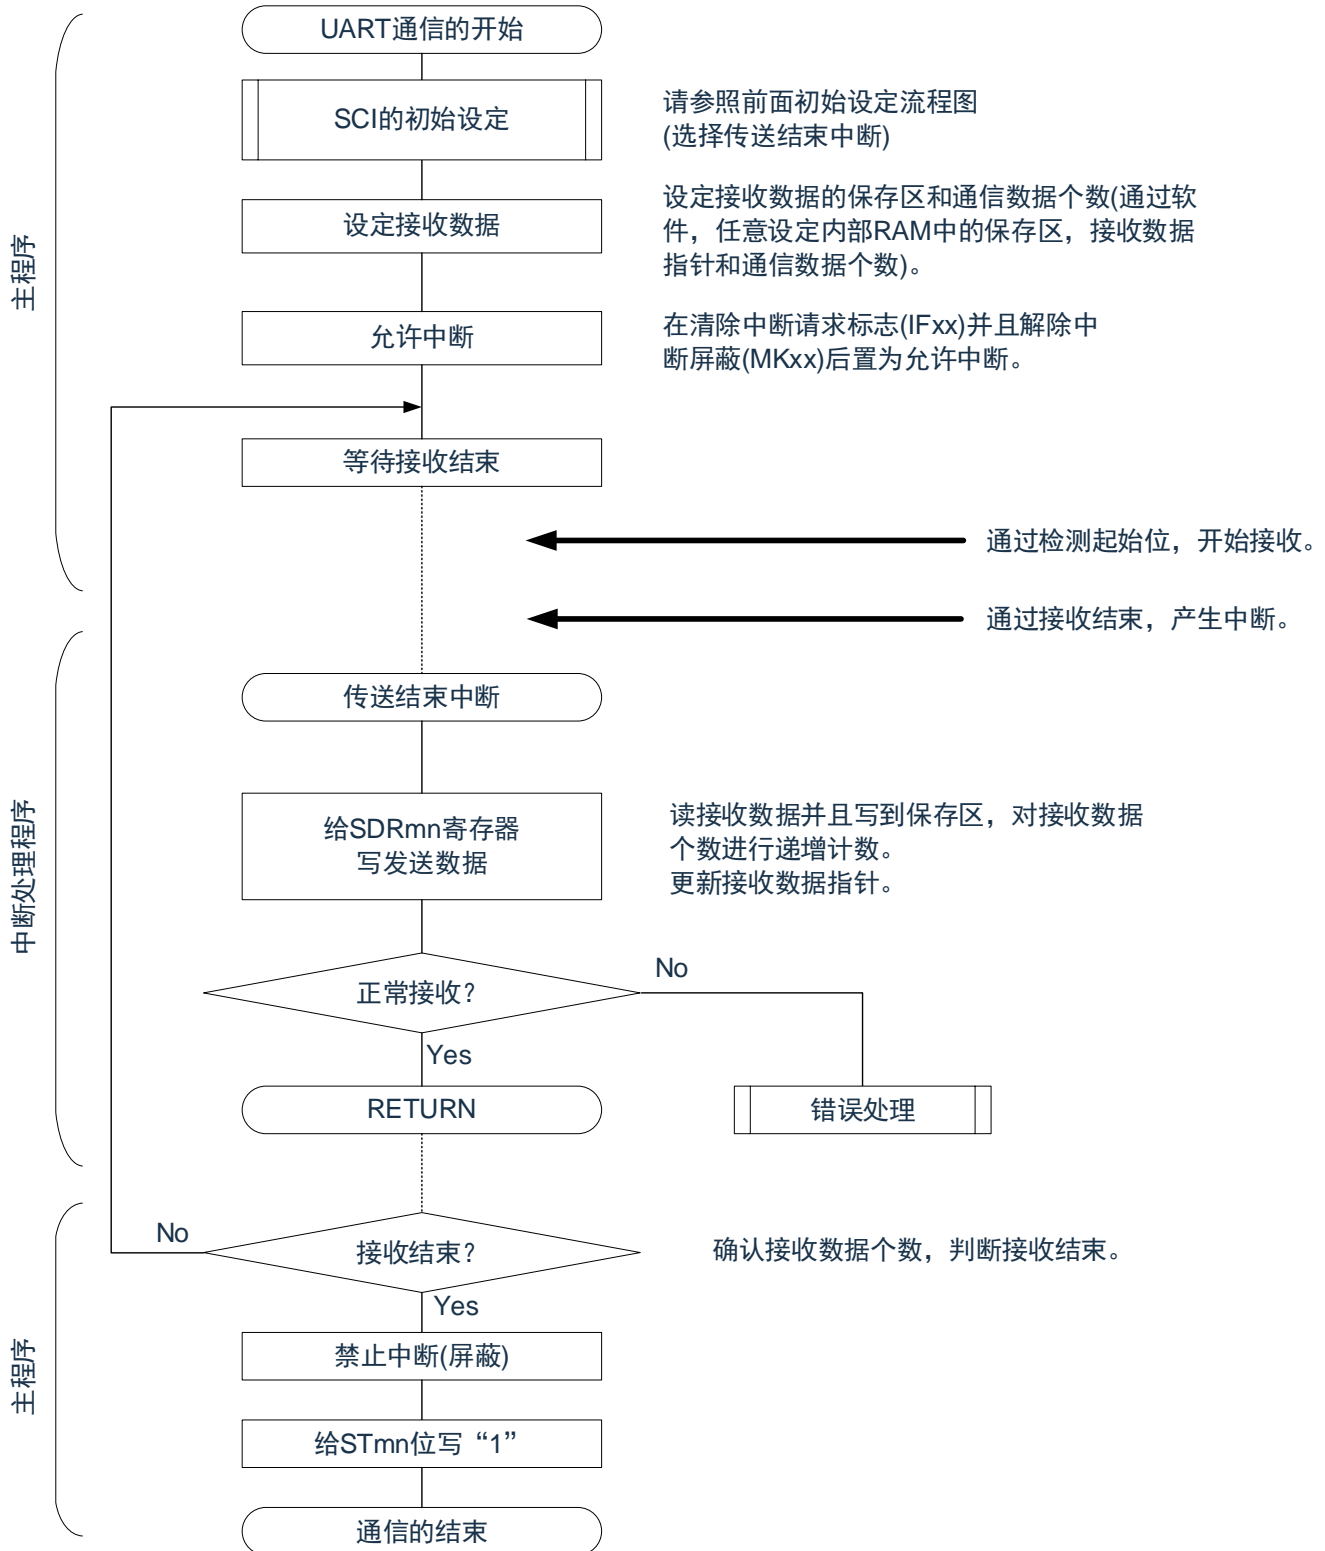 UART通信的开始
SCI的初始设定
请参照前面初始设定流程图
(选择传送结束中断)
设定接收数据
设定接收数据的保存区和通信数据个数(通过软
件，任意设定内部RAM中的保存区，接收数据
指针和通信数据个数)。
主程序
允许中断
在清除中断请求标志(IFxx)并且解除中
断屏蔽(MKxx)后置为允许中断。
等待接收结束
通过检测起始位，开始接收。
通过接收结束，产生中断。
传送结束中断
中断处理程序
给SDRmn寄存器
写发送数据
读接收数据并且写到保存区，对接收数据
个数进行递增计数。
更新接收数据指针。
正常接收？
No
Yes
RETURN
错误处理
No
接收结束？
确认接收数据个数，判断接收结束。
Yes
主程序
禁止中断(屏蔽)
给STmn位写“1”
通信的结束